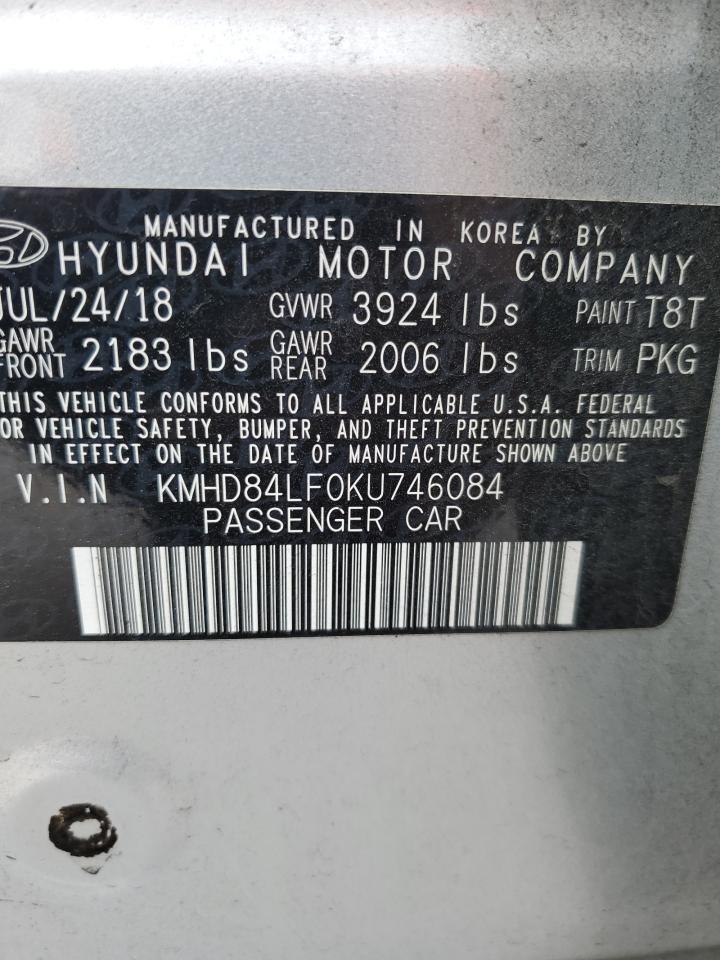 MANUFACTURED IN KOREA BY
HYUNDAI MOTOR COMPANY
JUL/24/18 GVWR 3924 lbs PAINT T8T
GAWR FRONT 2183 lbs GAWR REAR 2006 lbs TRIM PKG
THIS VEHICLE CONFORMS TO ALL APPLICABLE U.S.A. FEDERAL
OR VEHICLE SAFETY, BUMPER, AND THEFT PREVENTION STANDARDS
IN EFFECT ON THE DATE OF MANUFACTURE SHOWN ABOVE
V.I.N KMHD84LF0KU746084
PASSENGER CAR